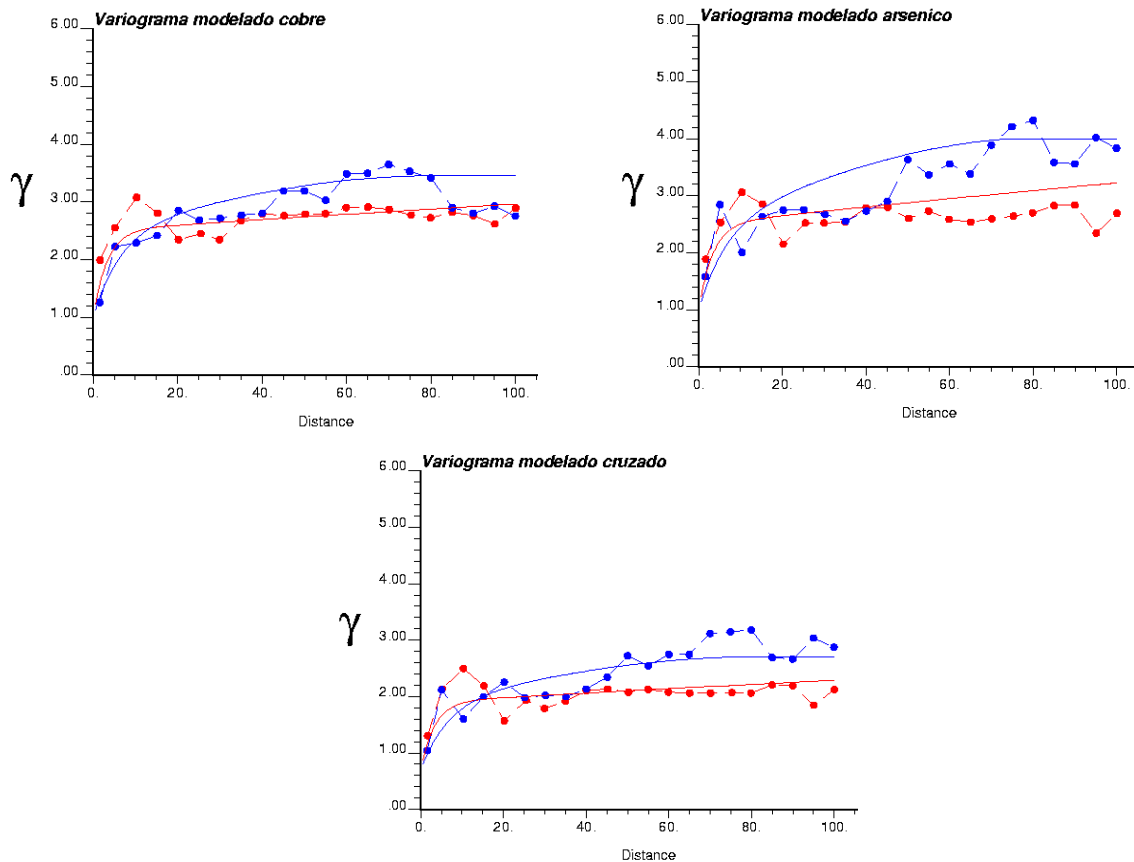 Variograma modelado cobre
6.00
5.00
4.00
γ
3.00
2.00
1.00
.00
0. 20. 40. 60. 80. 100.
Distance
Variograma modelado arsenico
6.00
5.00
4.00
γ
3.00
2.00
1.00
.00
0. 20. 40. 60. 80. 100.
Distance
Variograma modelado cruzado
6.00
5.00
4.00
γ
3.00
2.00
1.00
.00
0. 20. 40. 60. 80. 100.
Distance